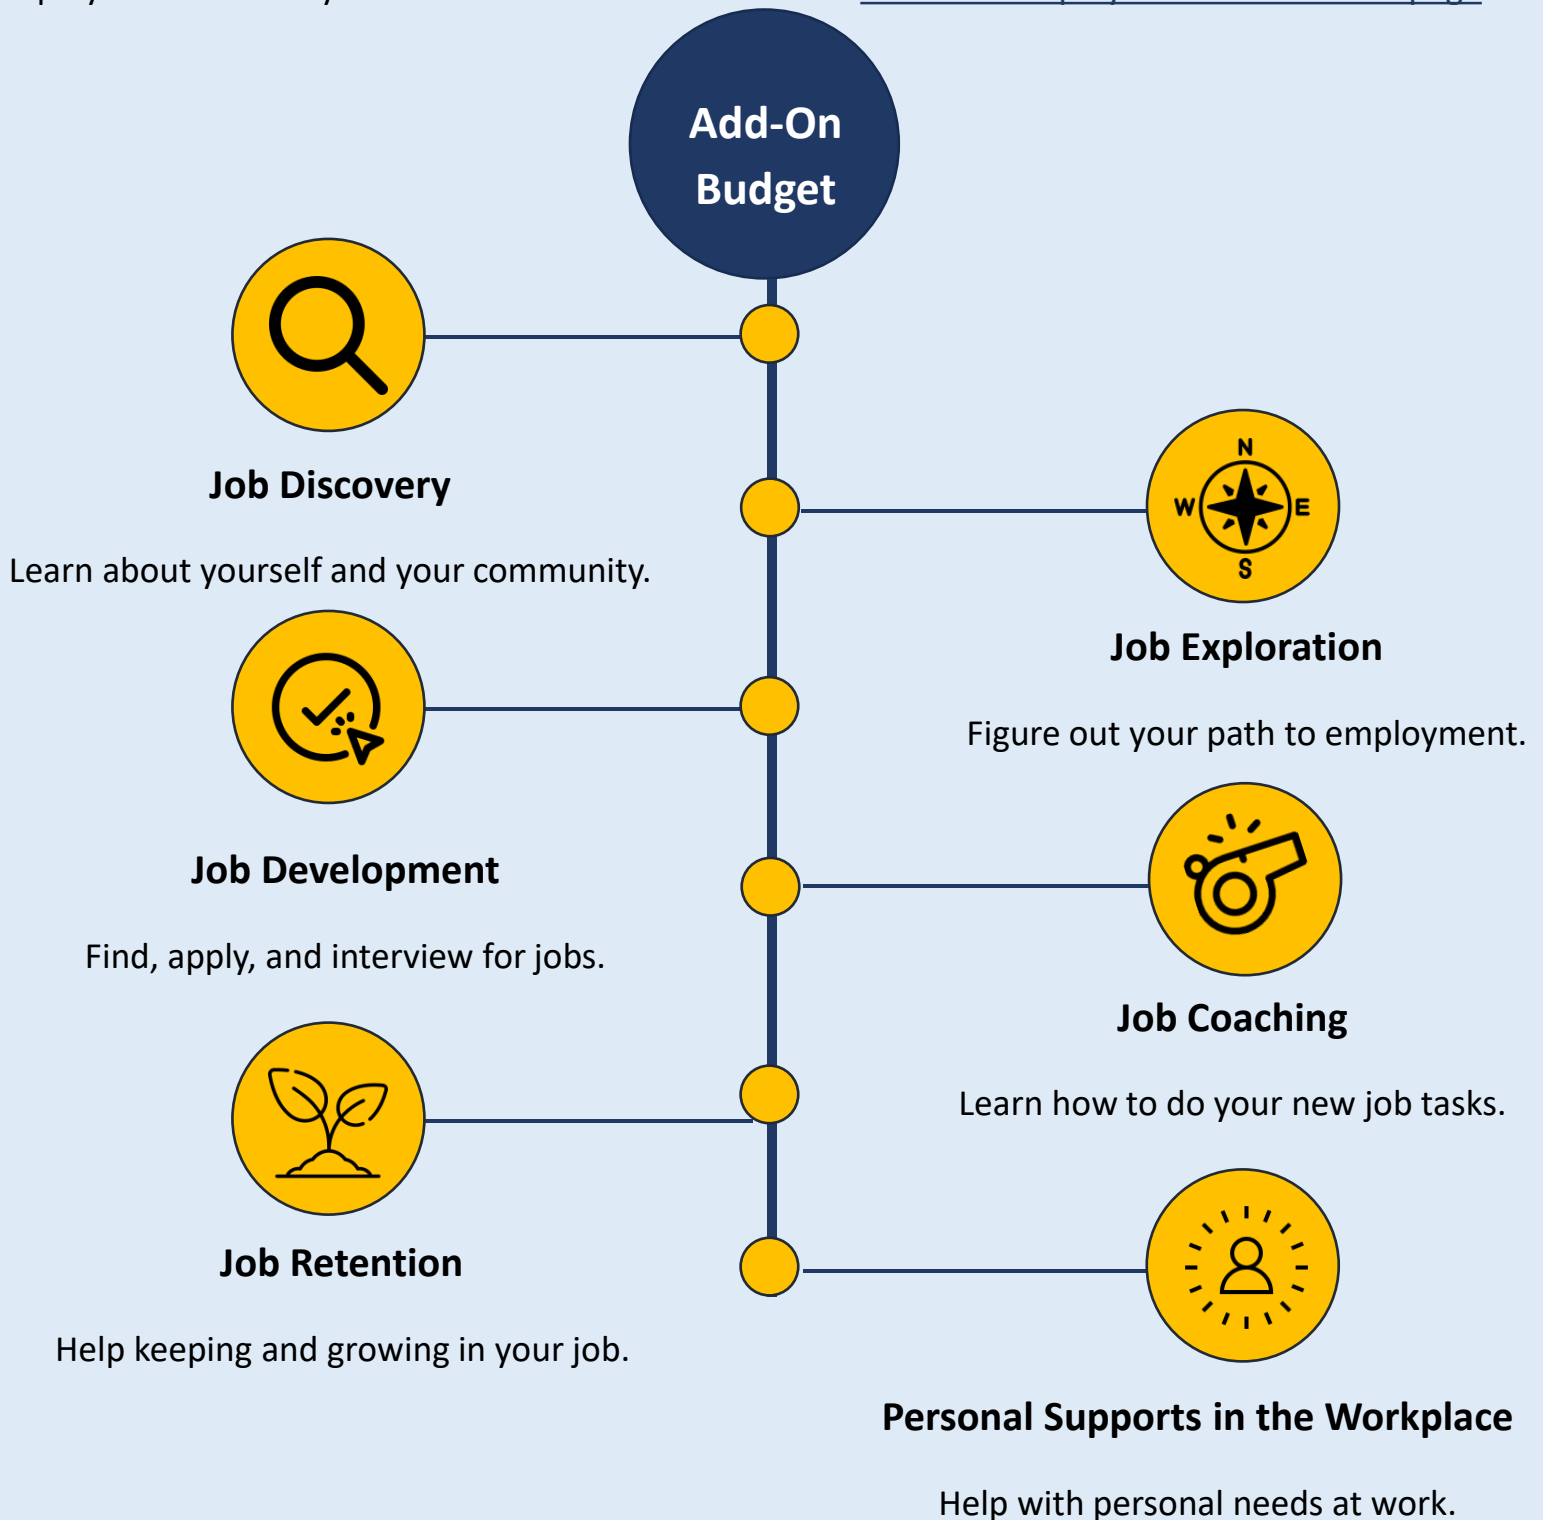 Add-On
Budget
Job Discovery
Learn about yourself and your community.
N
W
E
S
Job Exploration
Figure out your path to employment.
Job Development
Find, apply, and interview for jobs.
Job Coaching
Learn how to do your new job tasks.
Job Retention
Help keeping and growing in your job.
Personal Supports in the Workplace
Help with personal needs at work.